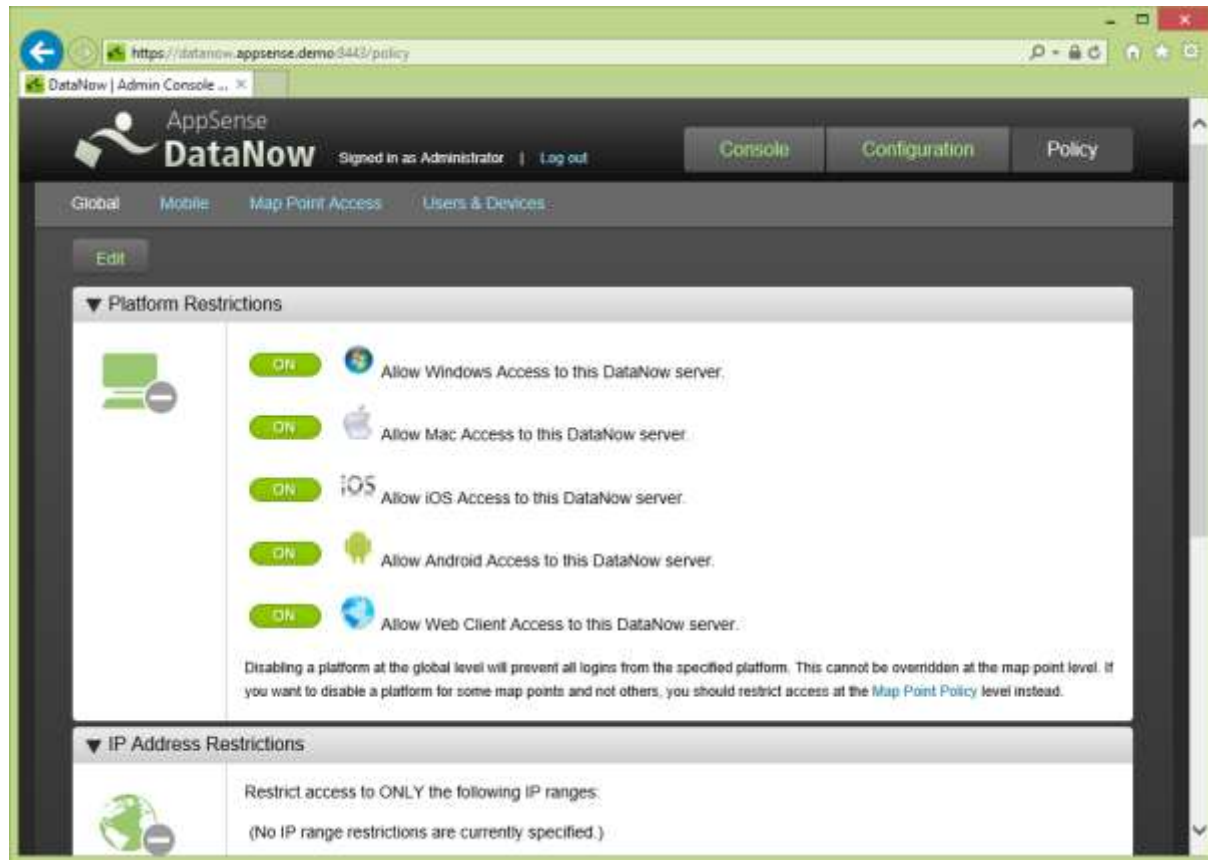 https://datanow.appsense.demo:8443/policy
DataNow | Admin Console ...
AppSense
DataNow Signed in as Administrator | Log out Console Configuration Policy
Global Mobile Map Point Access Users & Devices
Edit
Platform Restrictions
ON Allow Windows Access to this DataNow server.
ON Allow Mac Access to this DataNow server.
ON iOS Allow iOS Access to this DataNow server.
ON Allow Android Access to this DataNow server.
ON Allow Web Client Access to this DataNow server.
Disabling a platform at the global level will prevent all logins from the specified platform. This cannot be overridden at the map point level. If
you want to disable a platform for some map points and not others, you should restrict access at the Map Point Policy level instead.
IP Address Restrictions
Restrict access to ONLY the following IP ranges:
(No IP range restrictions are currently specified.)